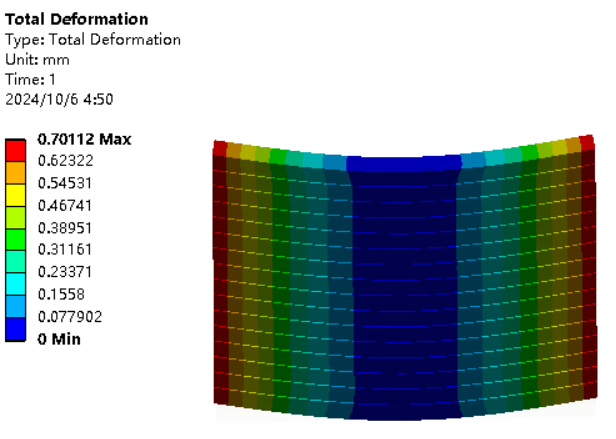 Total Deformation
Type: Total Deformation
Unit: mm
Time: 1
2024/10/6 4:50
0.70112 Max
0.62322
0.54531
0.46741
0.38951
0.31161
0.23371
0.1558
0.077902
0 Min